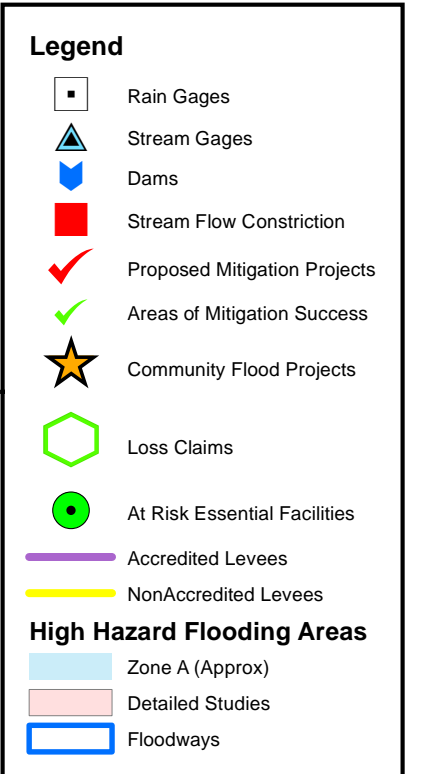 Legend
Rain Gages
Stream Gages
Dams
Stream Flow Constriction
Proposed Mitigation Projects
Areas of Mitigation Success
Community Flood Projects
Loss Claims
At Risk Essential Facilities
Accredited Levees
NonAccredited Levees
High Hazard Flooding Areas
Zone A (Approx)
Detailed Studies
Floodways